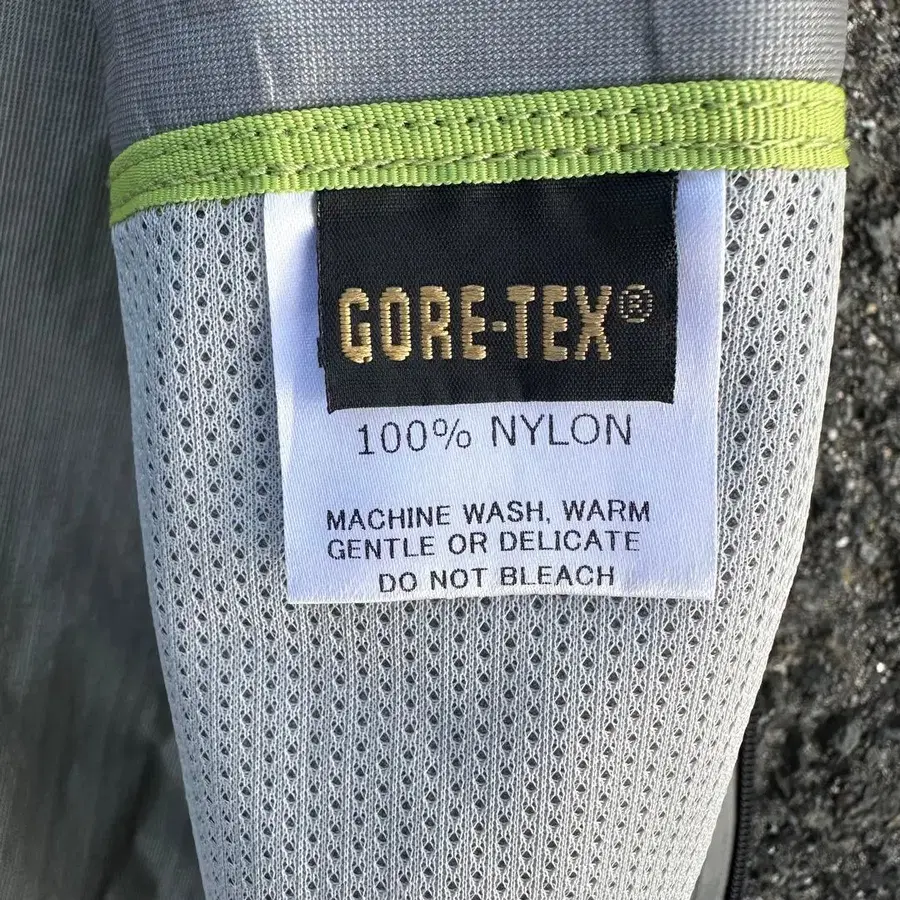 GORE-TEX®
100% NYLON
MACHINE WASH, WARM
GENTLE OR DELICATE
DO NOT BLEACH